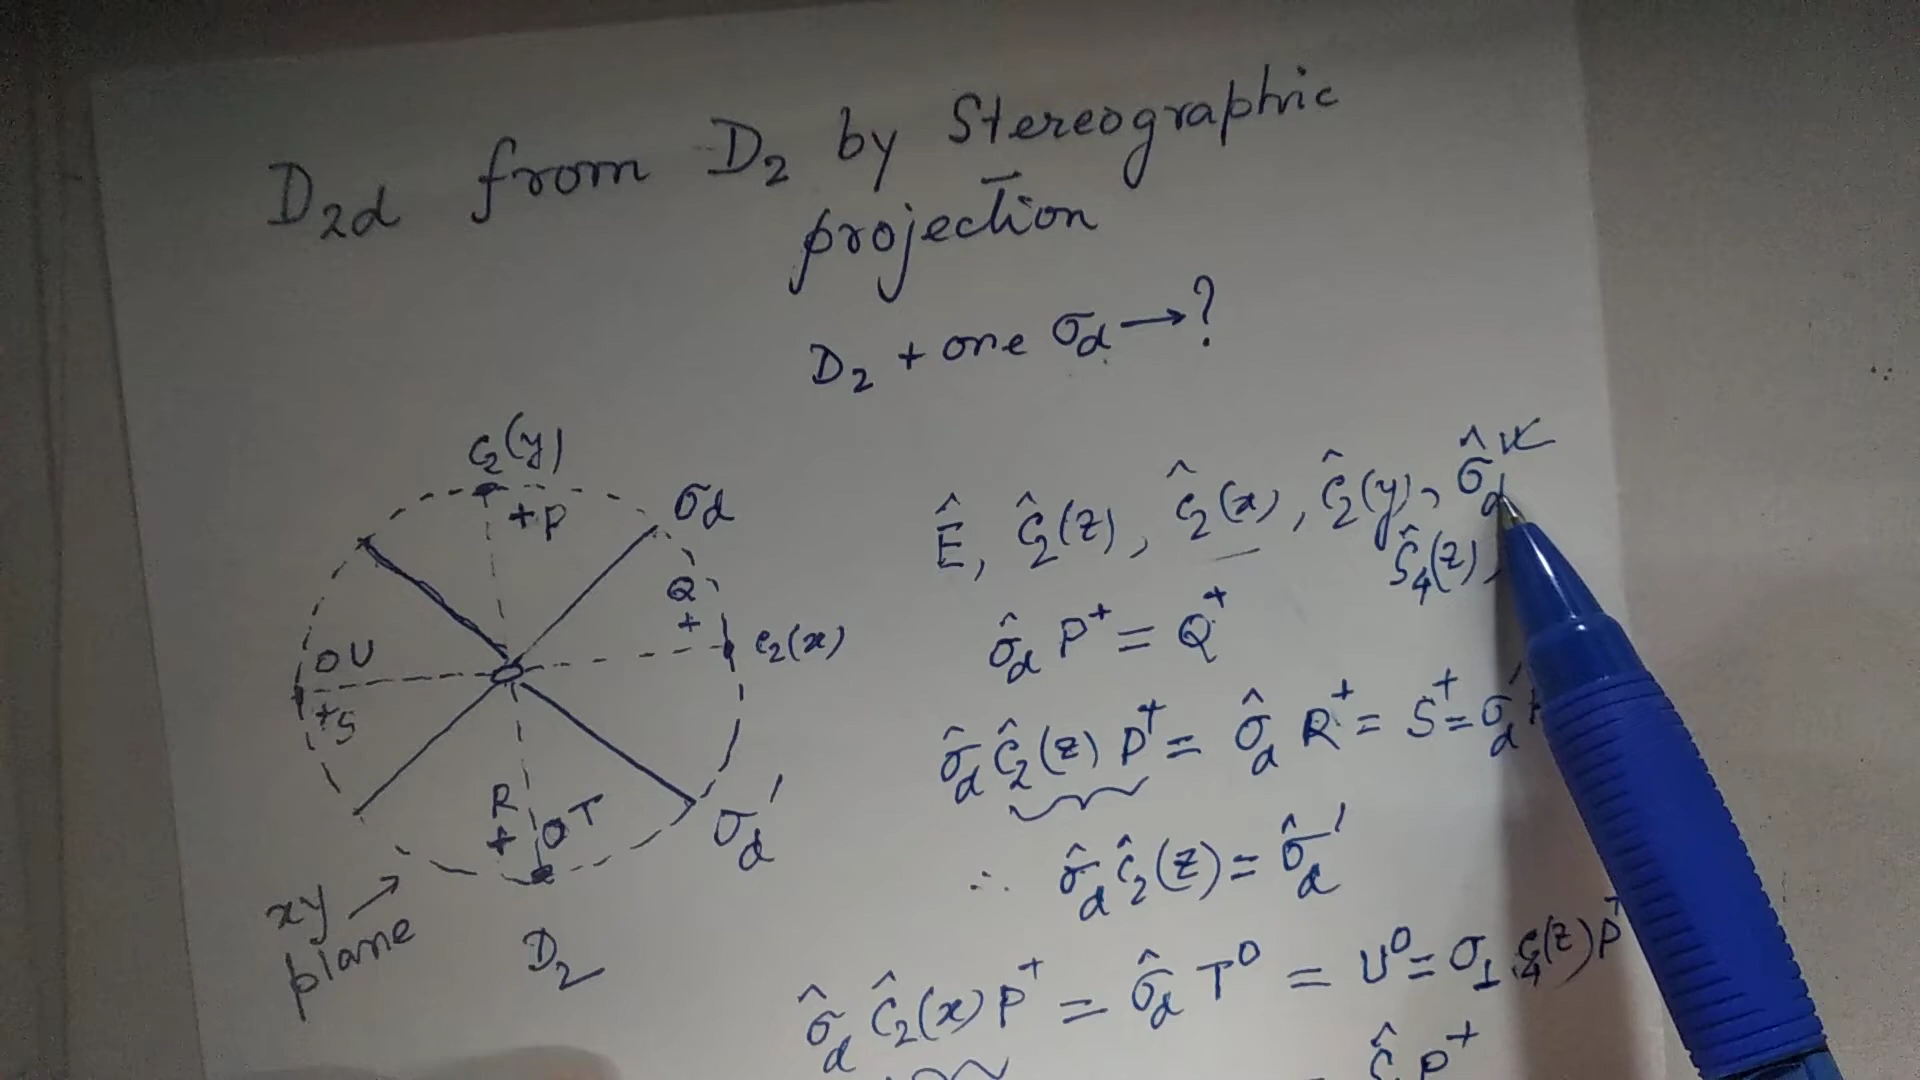 D₂d from D₂ by Stereographic
projection
D₂ + one σd → ?
C₂(y)
+P
σd
Q
+
C₂(x)
OU
+S
R
+
OT
σd'
xy
plane
D₂
Ê, Ĉ₂(z), Ĉ₂(x), Ĉ₂(y), σ̂d
Ŝ₄(z),
σ̂d P⁺ = Q⁺
σ̂d Ĉ₂(z) P⁺ = σ̂d R⁺ = S⁺ = σ̂d'
∴ σ̂d Ĉ₂(z) = σ̂d'
σ̂d Ĉ₂(x) P⁺ = σ̂d T⁰ = U⁰ = σ⊥ C₄(z) P⁺
= Ŝ P⁺